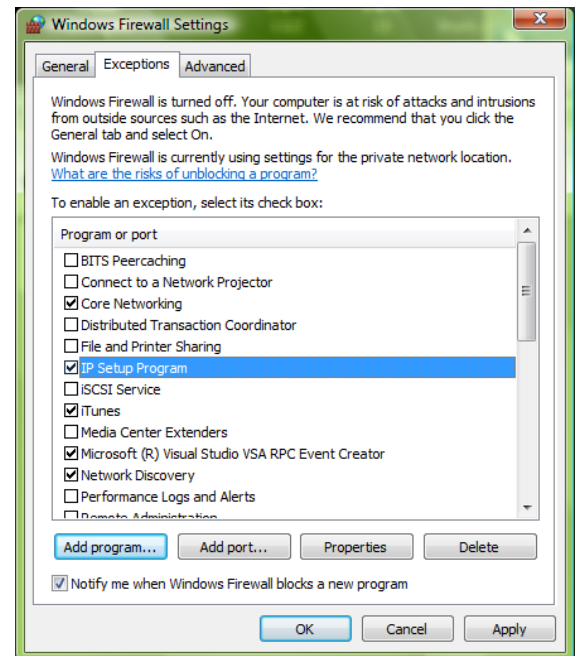 Windows Firewall Settings
General Exceptions Advanced
Windows Firewall is turned off. Your computer is at risk of attacks and intrusions
from outside sources such as the Internet. We recommend that you click the
General tab and select On.
Windows Firewall is currently using settings for the private network location.
What are the risks of unblocking a program?
To enable an exception, select its check box:
Program or port
BITS Peercaching
Connect to a Network Projector
Core Networking
Distributed Transaction Coordinator
File and Printer Sharing
IP Setup Program
iSCSI Service
iTunes
Media Center Extenders
Microsoft (R) Visual Studio VSA RPC Event Creator
Network Discovery
Performance Logs and Alerts
Remote Administration
Add program... Add port... Properties Delete
Notify me when Windows Firewall blocks a new program
OK Cancel Apply